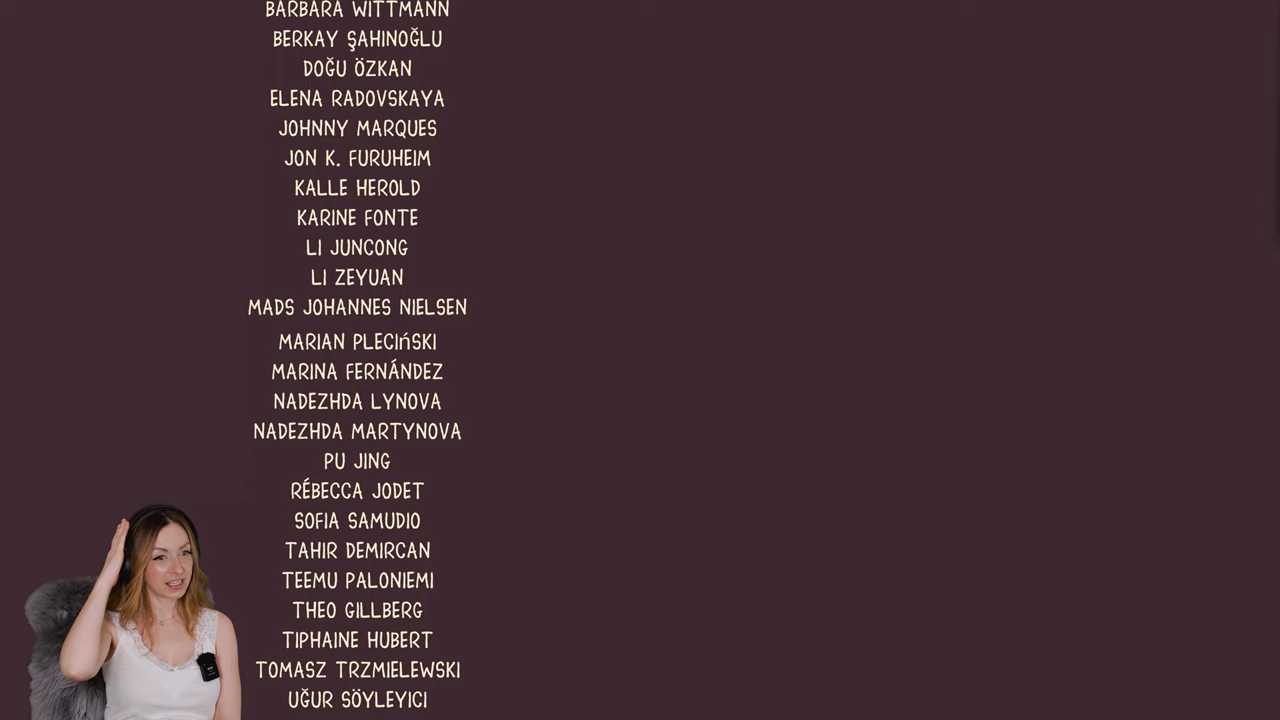 BARBARA WITTMANN
BERKAY ŞAHINOĞLU
DOĞU ÖZKAN
ELENA RADOVSKAYA
JOHNNY MARQUES
JON K. FURUHEIM
KALLE HEROLD
KARINE FONTE
LI JUNCONG
LI ZEYUAN
MADS JOHANNES NIELSEN
MARIAN PLECIńSKI
MARINA FERNÁNDEZ
NADEZHDA LYNOVA
NADEZHDA MARTYNOVA
PU JING
RÉBECCA JODET
SOFIA SAMUDIO
TAHIR DEMIRCAN
TEEMU PALONIEMI
THEO GILLBERG
TIPHAINE HUBERT
TOMASZ TRZMIELEWSKI
UĞUR SÖYLEYICI